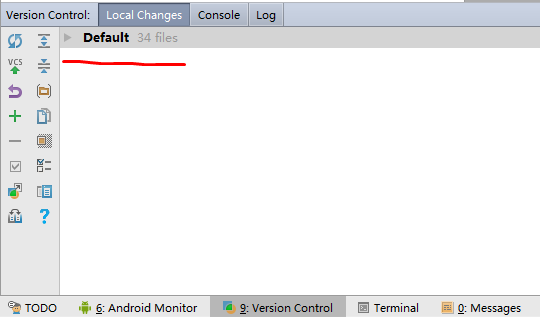 Version Control: Local Changes Console Log
Default 34 files
VCS
TODO 6: Android Monitor 9: Version Control Terminal 0: Messages